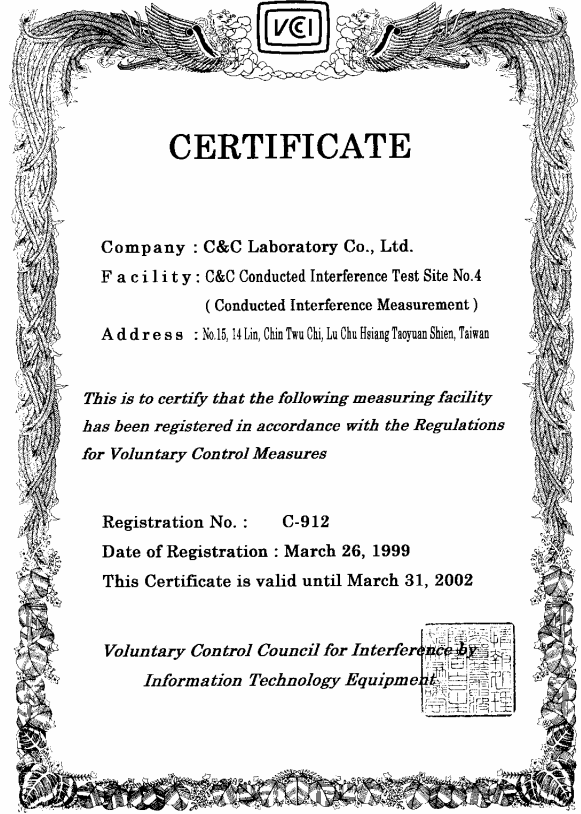 VCCI
CERTIFICATE
Company : C&C Laboratory Co., Ltd.
Facility : C&C Conducted Interference Test Site No.4
( Conducted Interference Measurement )
Address : No.15, 14 Lin, Chin Twu Chi, Lu Chu Hsiang Taoyuan Shien, Taiwan
This is to certify that the following measuring facility
has been registered in accordance with the Regulations
for Voluntary Control Measures
Registration No. : C-912
Date of Registration : March 26, 1999
This Certificate is valid until March 31, 2002
Voluntary Control Council for Interference by
Information Technology Equipment